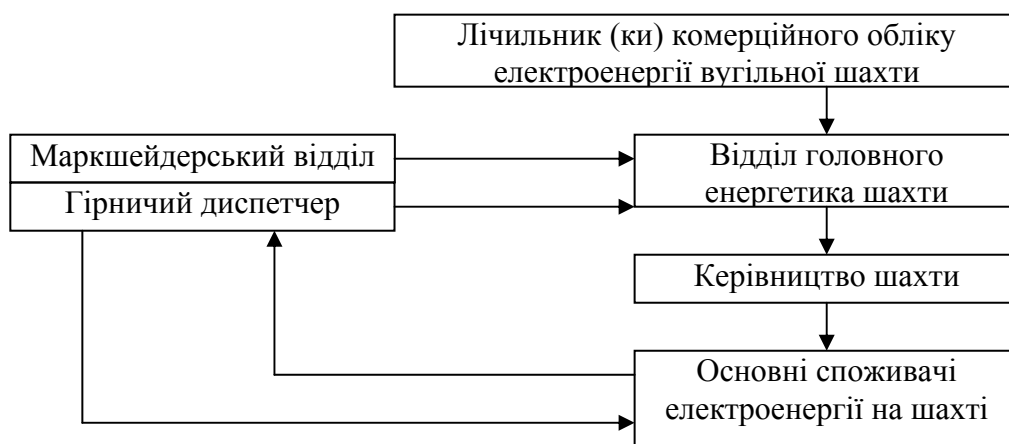 Лічильник (ки) комерційного обліку
електроенергії вугільної шахти
Маркшейдерський відділ
Гірничий диспетчер
Відділ головного
енергетика шахти
Керівництво шахти
Основні споживачі
електроенергії на шахті